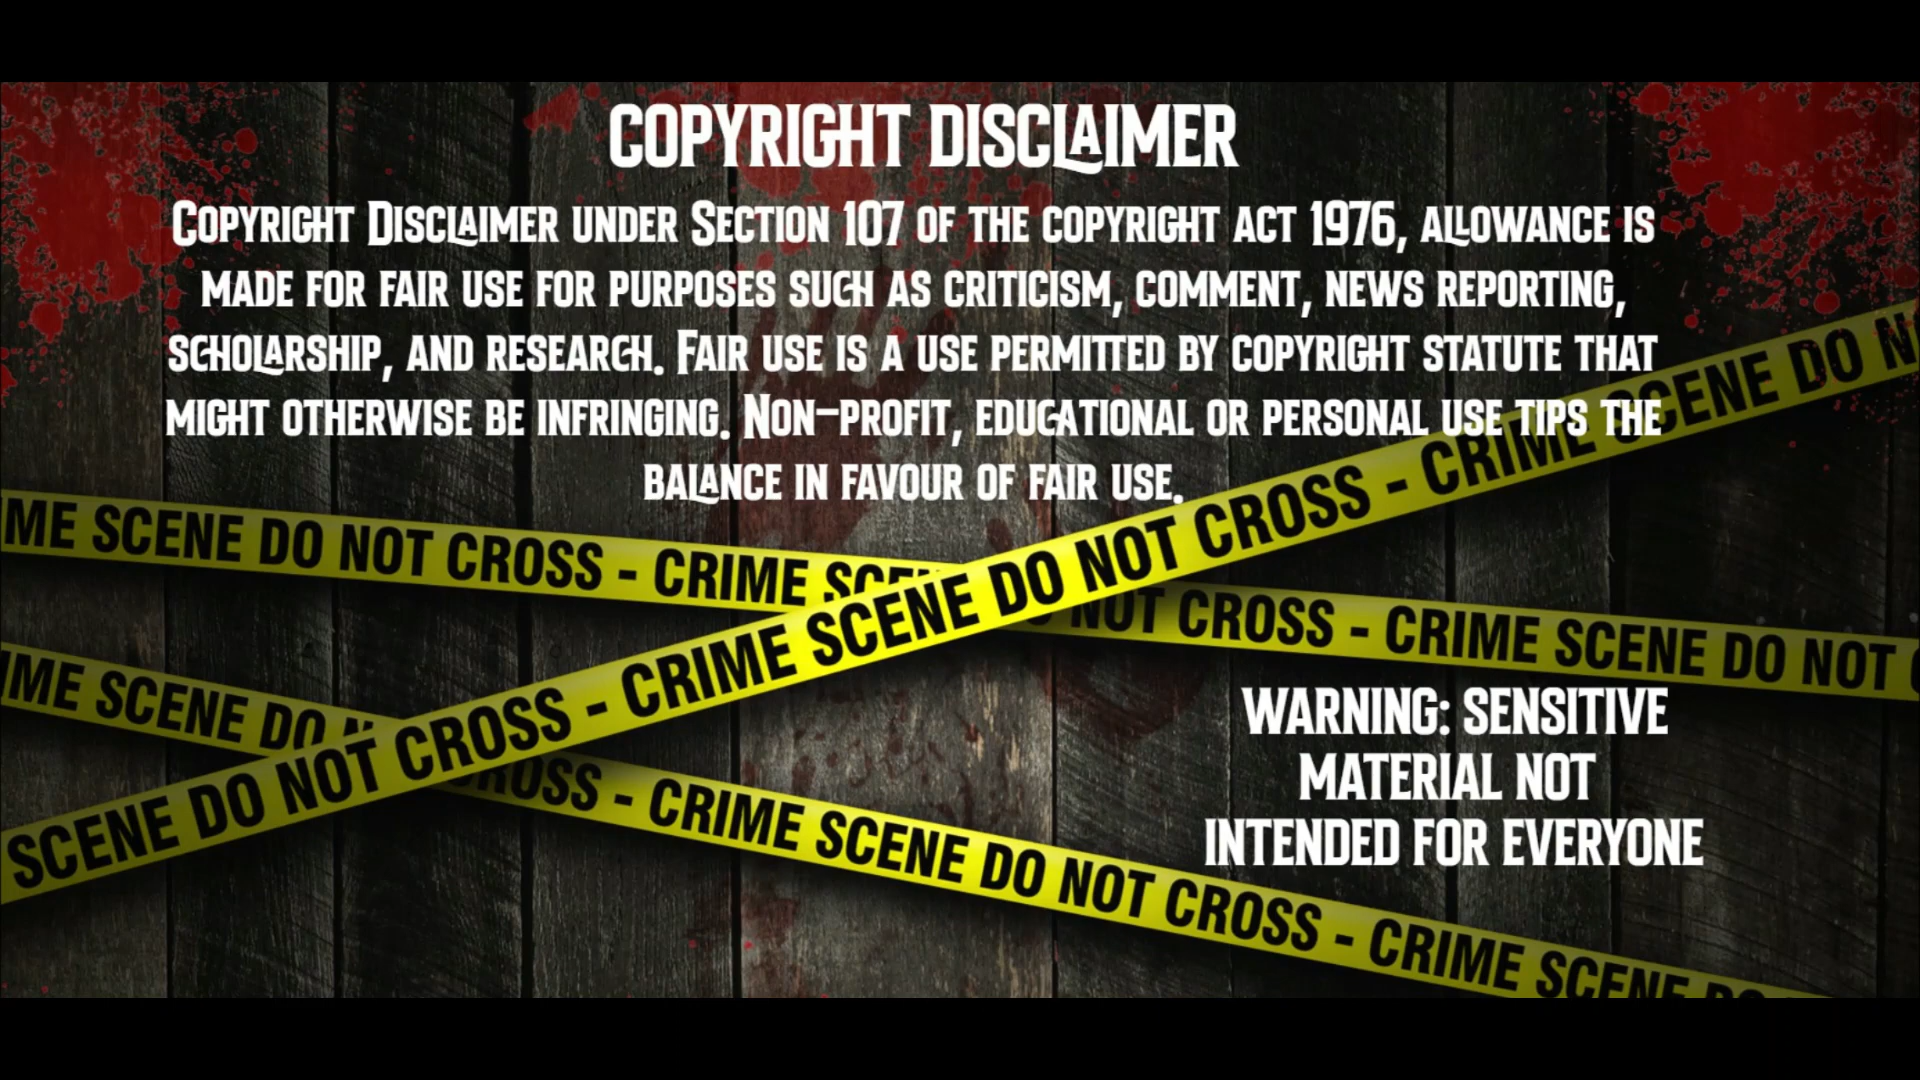 COPYRIGHT DISCLAIMER
COPYRIGHT DISCLAIMER UNDER SECTION 107 OF THE COPYRIGHT ACT 1976, ALLOWANCE IS
MADE FOR FAIR USE FOR PURPOSES SUCH AS CRITICISM, COMMENT, NEWS REPORTING,
SCHOLARSHIP, AND RESEARCH. FAIR USE IS A USE PERMITTED BY COPYRIGHT STATUTE THAT
MIGHT OTHERWISE BE INFRINGING. NON-PROFIT, EDUCATIONAL OR PERSONAL USE TIPS THE
BALANCE IN FAVOUR OF FAIR USE.
ME SCENE DO NOT CROSS - CRIME SCENE NOT CROSS - CRIME SCENE DO NOT
SCENE DO NOT CROSS - CRIME SCENE DO NOT CROSS - CRIME SCENE DO N
IME SCENE DO CROSS - CRIME SCENE DO NOT CROSS - CRIME SCENE DO
WARNING: SENSITIVE
MATERIAL NOT
INTENDED FOR EVERYONE